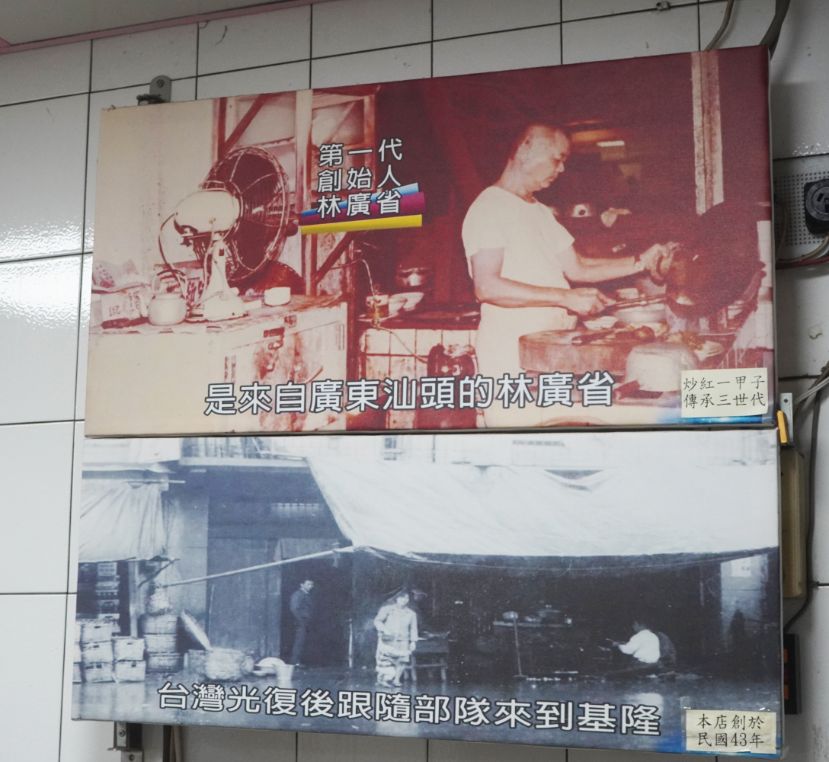 第一代
創始人
林廣省
是來自廣東汕頭的林廣省
炒紅一甲子
傳承三世代
台灣光復後跟隨部隊來到基隆
本店創於
民國43年